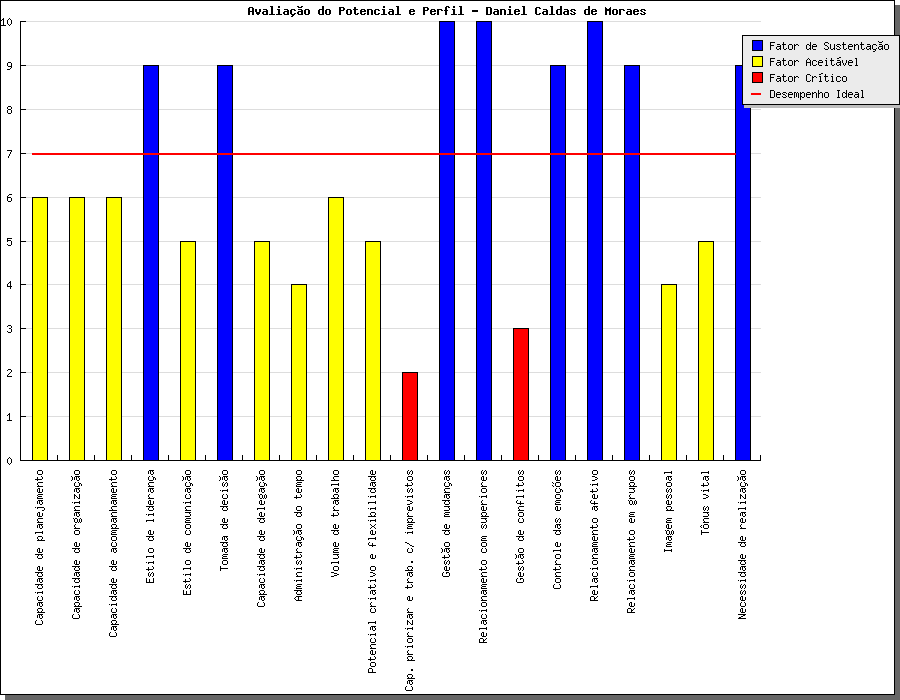 Avaliação do Potencial e Perfil - Daniel Caldas de Moraes
10
9
8
7
6
5
4
3
2
1
0
Fator de Sustentação
Fator Aceitável
Fator Crítico
Desempenho Ideal
Capacidade de planejamento
Capacidade de organização
Capacidade de acompanhamento
Estilo de liderança
Estilo de comunicação
Tomada de decisão
Capacidade de delegação
Administração do tempo
Volume de trabalho
Potencial criativo e flexibilidade
Cap. priorizar e trab. c/ imprevistos
Gestão de mudanças
Relacionamento com superiores
Gestão de conflitos
Controle das emoções
Relacionamento afetivo
Relacionamento em grupos
Imagem pessoal
Tônus vital
Necessidade de realização